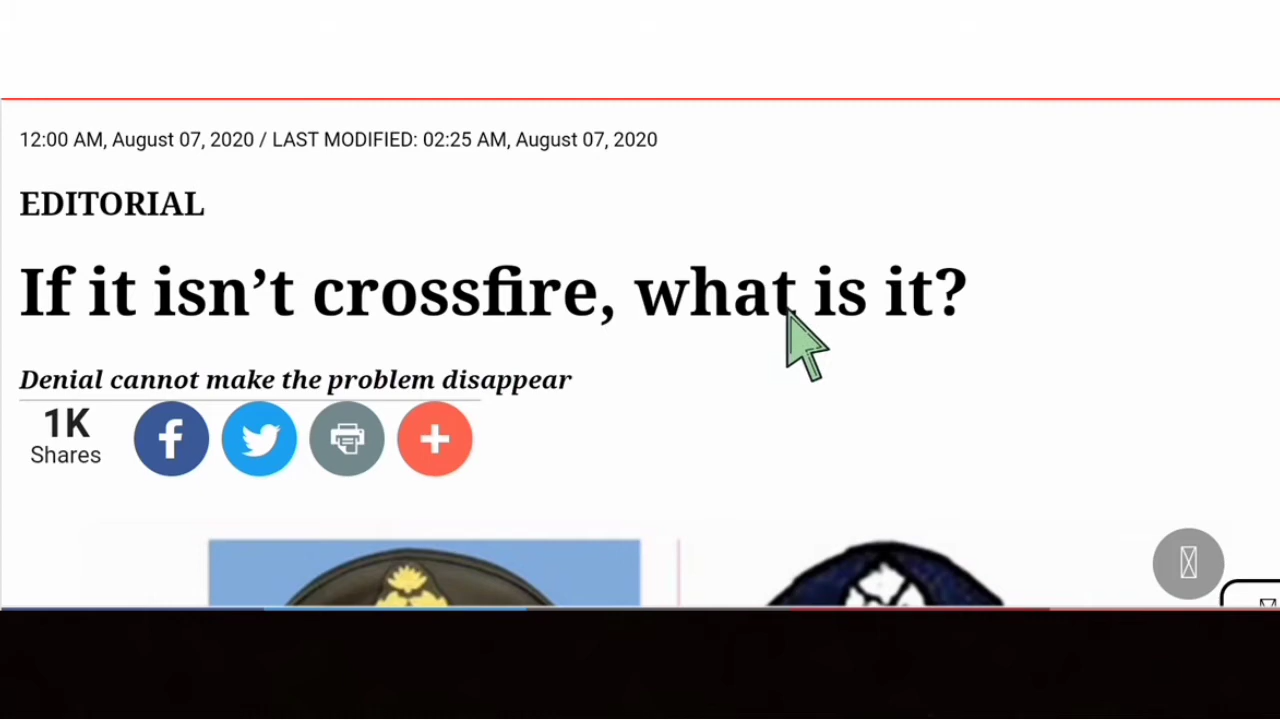 12:00 AM, August 07, 2020 / LAST MODIFIED: 02:25 AM, August 07, 2020
EDITORIAL
If it isn’t crossfire, what is it?
Denial cannot make the problem disappear
1K
Shares